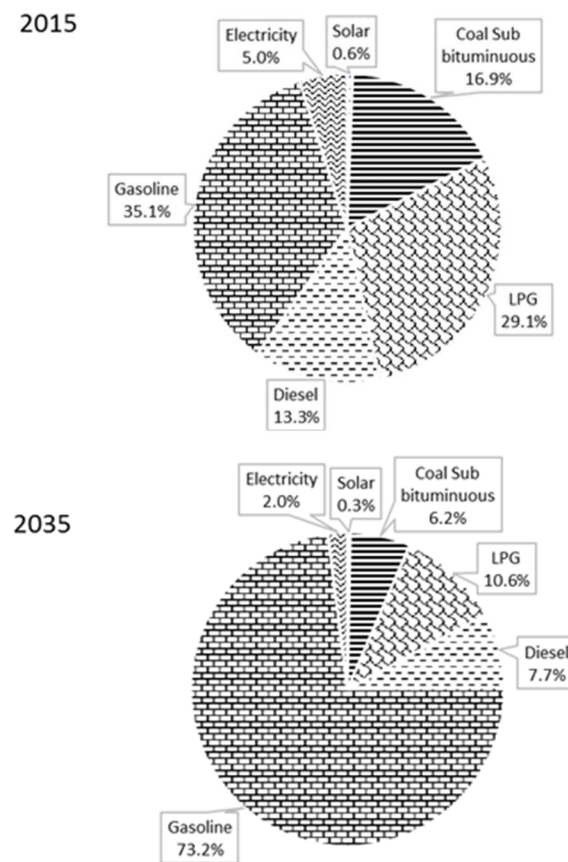 2015
Electricity
5.0%
Solar
0.6%
Coal Sub
bituminuous
16.9%
Gasoline
35.1%
LPG
29.1%
Diesel
13.3%
2035
Electricity
2.0%
Solar
0.3%
Coal Sub
bituminuous
6.2%
LPG
10.6%
Diesel
7.7%
Gasoline
73.2%